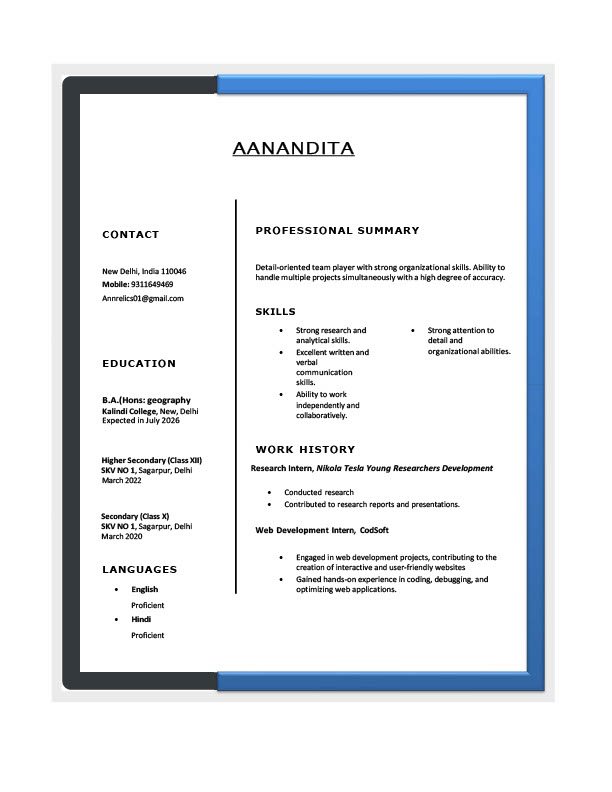 AANANDITA
CONTACT
New Delhi, India 110046
Mobile: 9311649469
Annrelics01@gmail.com
EDUCATION
B.A.(Hons: geography
Kalindi College, New, Delhi
Expected in July 2026
Higher Secondary (Class XII)
SKV NO 1, Sagarpur, Delhi
March 2022
Secondary (Class X)
SKV NO 1, Sagarpur, Delhi
March 2020
LANGUAGES
• English
Proficient
• Hindi
Proficient
PROFESSIONAL SUMMARY
Detail-oriented team player with strong organizational skills. Ability to
handle multiple projects simultaneously with a high degree of accuracy.
SKILLS
• Strong research and
analytical skills.
• Excellent written and
verbal
communication
skills.
• Ability to work
independently and
collaboratively.
• Strong attention to
detail and
organizational abilities.
WORK HISTORY
Research Intern, Nikola Tesla Young Researchers Development
• Conducted research
• Contributed to research reports and presentations.
Web Development Intern, CodSoft
• Engaged in web development projects, contributing to the
creation of interactive and user-friendly websites
• Gained hands-on experience in coding, debugging, and
optimizing web applications.